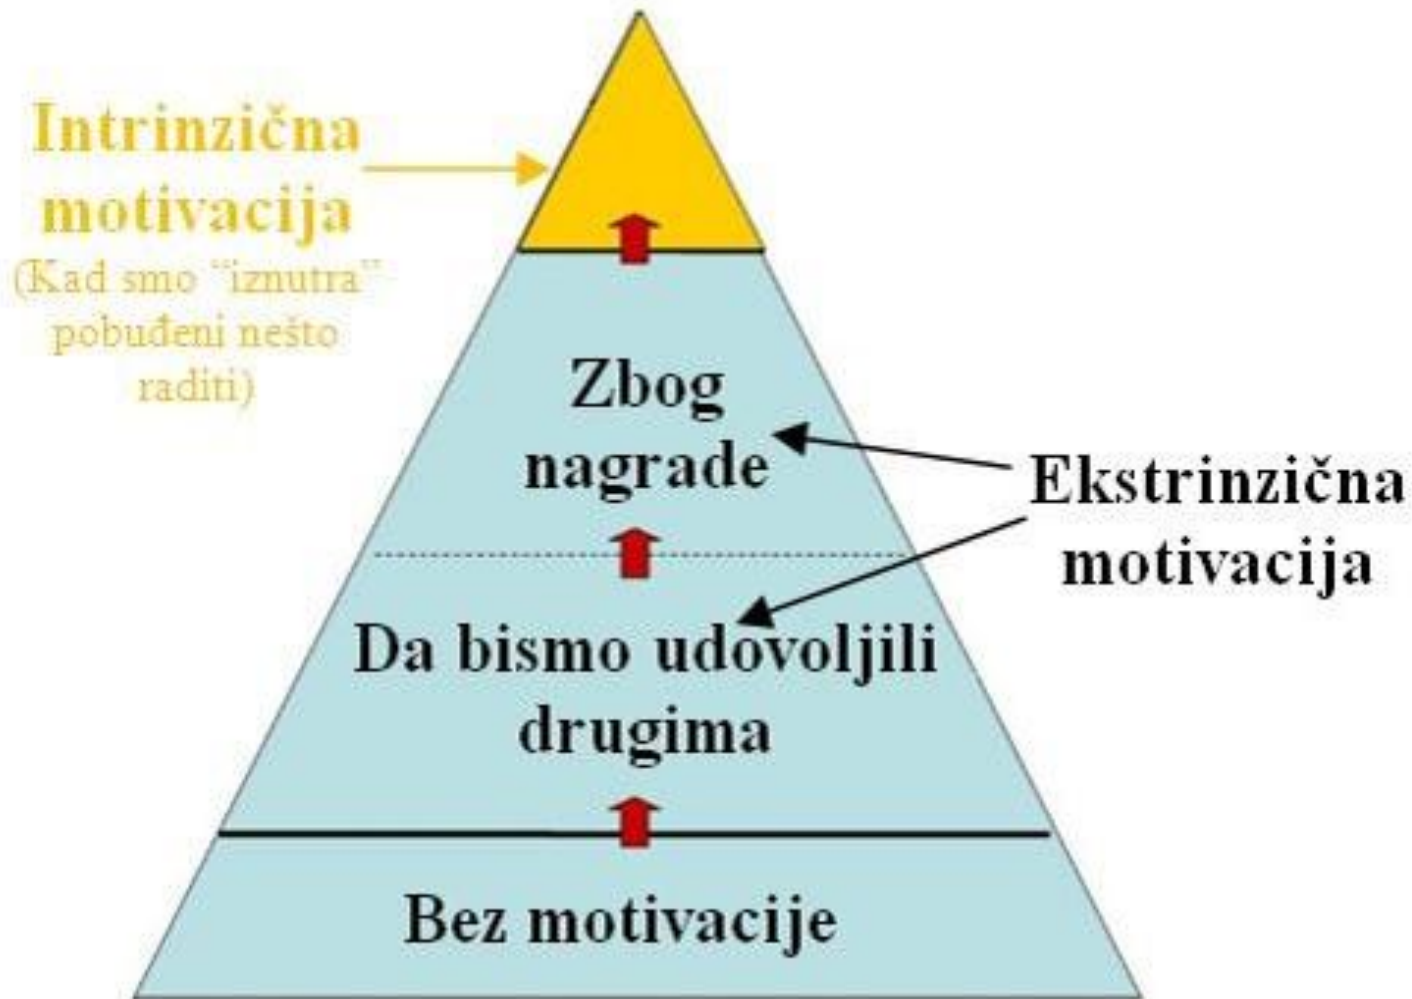 Intrinzična
motivacija
(Kad smo "iznutra"
pobuđeni nešto
raditi)
Zbog
nagrade
Ekstrinzična
motivacija
Da bismo udovoljili
drugima
Bez motivacije